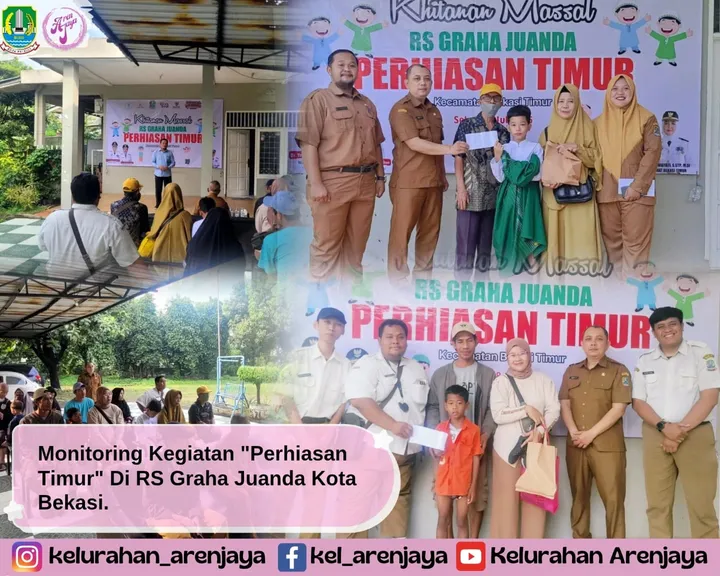 Aren Jaya
Khitanan Massal
RS GRAHA JUANDA
PERHIASAN TIMUR
Khitanan Massal
RS GRAHA JUANDA
PERHIASAN TIMUR
Kecamatan Bekasi Timur
Khitanan Massal
RS GRAHA JUANDA
PERHIASAN TIMUR
Kecamatan Bekasi Timur
Monitoring Kegiatan "Perhiasan
Timur" Di RS Graha Juanda Kota
Bekasi.
kelurahan_arenjaya
kel_arenjaya
Kelurahan Arenjaya